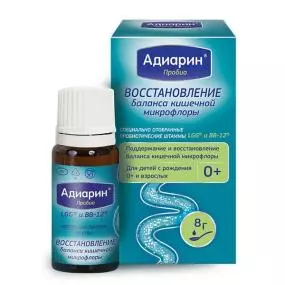 Адиарин®
Пробио
ВОССТАНОВЛЕНИЕ
баланса кишечной
микрофлоры
СПЕЦИАЛЬНО ОТОБРАННЫЕ
ПРОБИОТИЧЕСКИЕ ШТАММЫ LGG® и BB-12®
Поддержание и восстановление
баланса кишечной микрофлоры
Для детей с рождения
0+ и взрослых
0+
8 г
Адиарин®
Пробио
LGG® и BB-12®
ВОССТАНОВЛЕНИЕ
баланса кишечной
микрофлоры